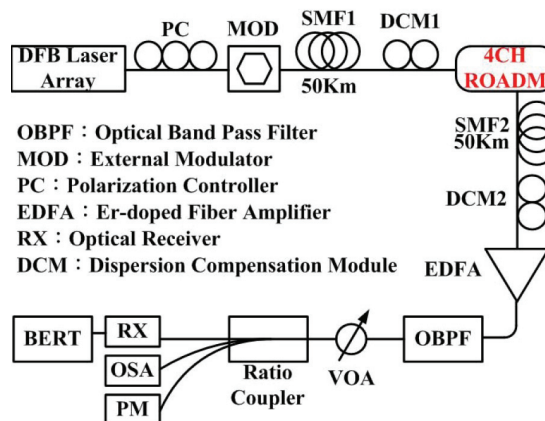 DFB Laser
Array
PC
MOD
SMF1
50Km
DCM1
4CH
ROADM
SMF2
50Km
DCM2
EDFA
OBPF：Optical Band Pass Filter
MOD：External Modulator
PC：Polarization Controller
EDFA：Er-doped Fiber Amplifier
RX：Optical Receiver
DCM：Dispersion Compensation Module
BERT
RX
OSA
PM
Ratio
Coupler
VOA
OBPF